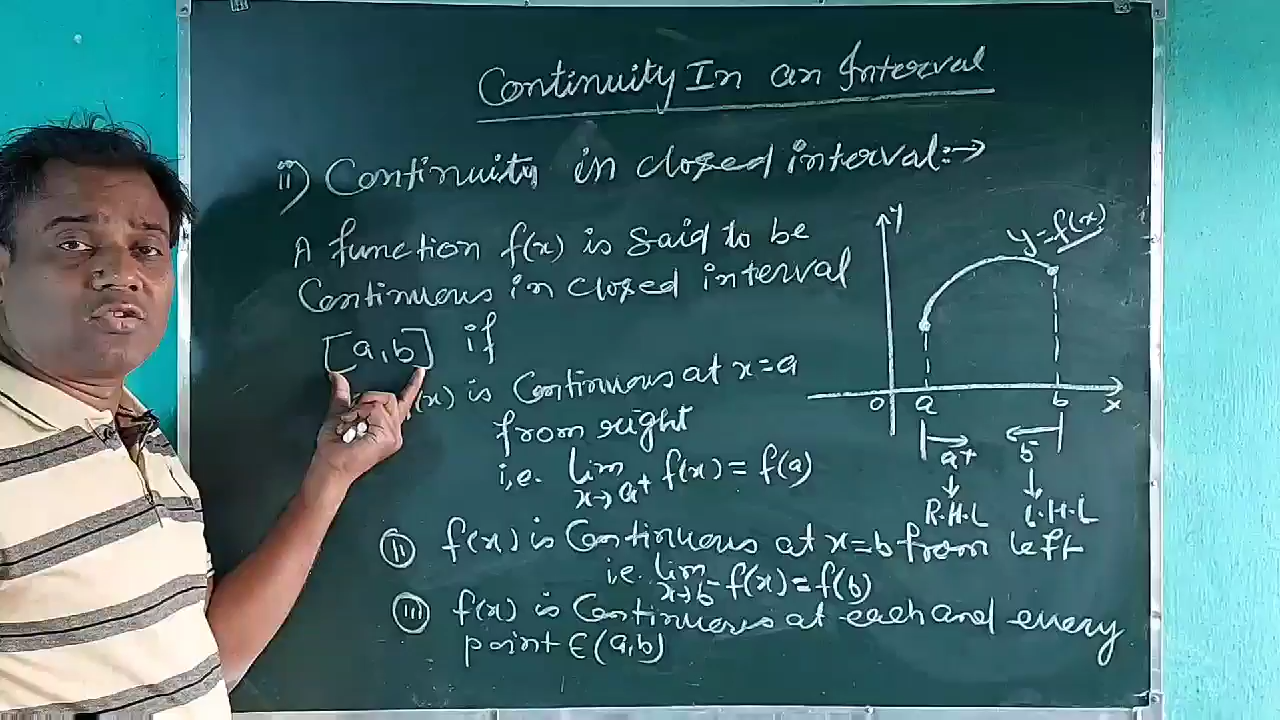 Continuity In an Interval
ii) Continuity in closed interval:→
A function f(x) is said to be
Continuous in closed interval
[a,b] if
(x) is Continuous at x=a
from right
i.e. lim f(x) = f(a)
x→a+
(ii) f(x) is Continuous at x=b from left
i.e. lim f(x) = f(b)
x→b-
(iii) f(x) is Continuous at each and every
point ∈ (a,b)
y
y=f(x)
0 a b x
a+ b-
R.H.L L.H.L